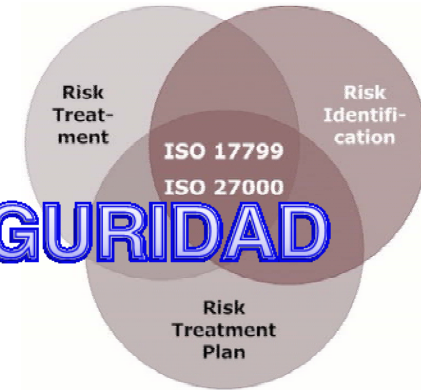 Risk
Treat-
ment
Risk
Identifi-
cation
ISO 17799
ISO 27000
GURIDAD
Risk
Treatment
Plan